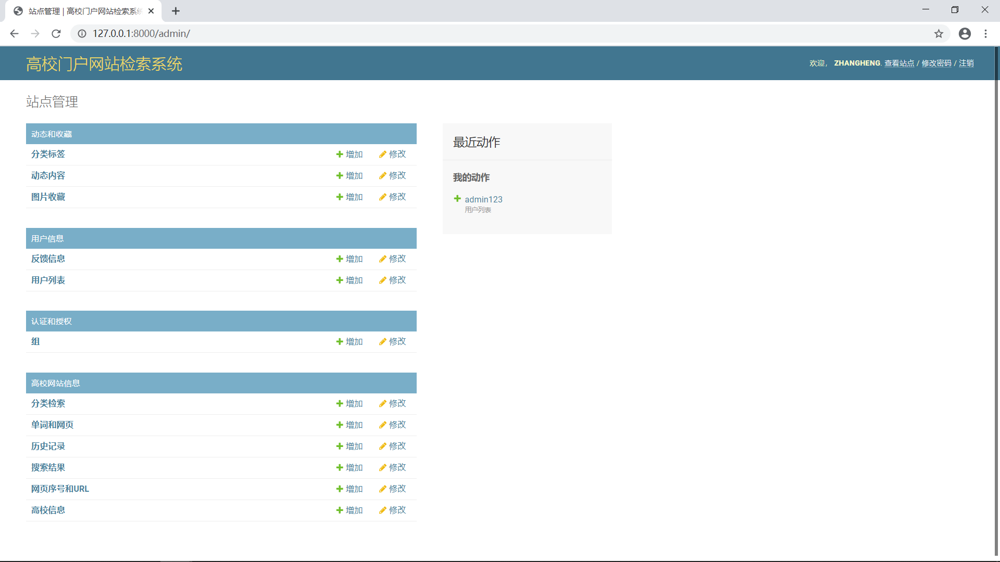 站点管理 | 高校门户网站检索系统
127.0.0.1:8000/admin/
高校门户网站检索系统
欢迎， ZHANGHENG. 查看站点 / 修改密码 / 注销
站点管理
动态和收藏
分类标签 增加 修改
动态内容 增加 修改
图片收藏 增加 修改
用户信息
反馈信息 增加 修改
用户列表 增加 修改
认证和授权
组 增加 修改
高校网站信息
分类检索 增加 修改
单词和网页 增加 修改
历史记录 增加 修改
搜索结果 增加 修改
网页序号和URL 增加 修改
高校信息 增加 修改
最近动作
我的动作
admin123
用户列表